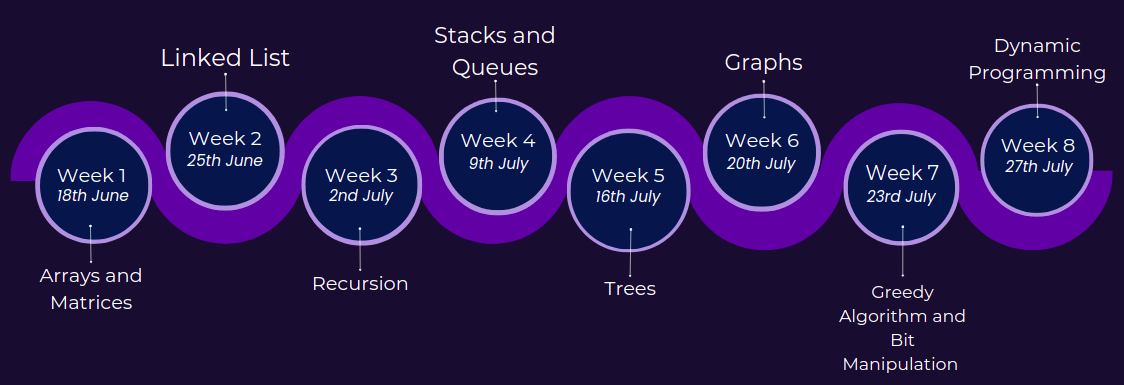 Week 1
18th June
Arrays and
Matrices
Linked List
Week 2
25th June
Week 3
2nd July
Recursion
Stacks and
Queues
Week 4
9th July
Week 5
16th July
Trees
Graphs
Week 6
20th July
Week 7
23rd July
Greedy
Algorithm and
Bit
Manipulation
Dynamic
Programming
Week 8
27th July